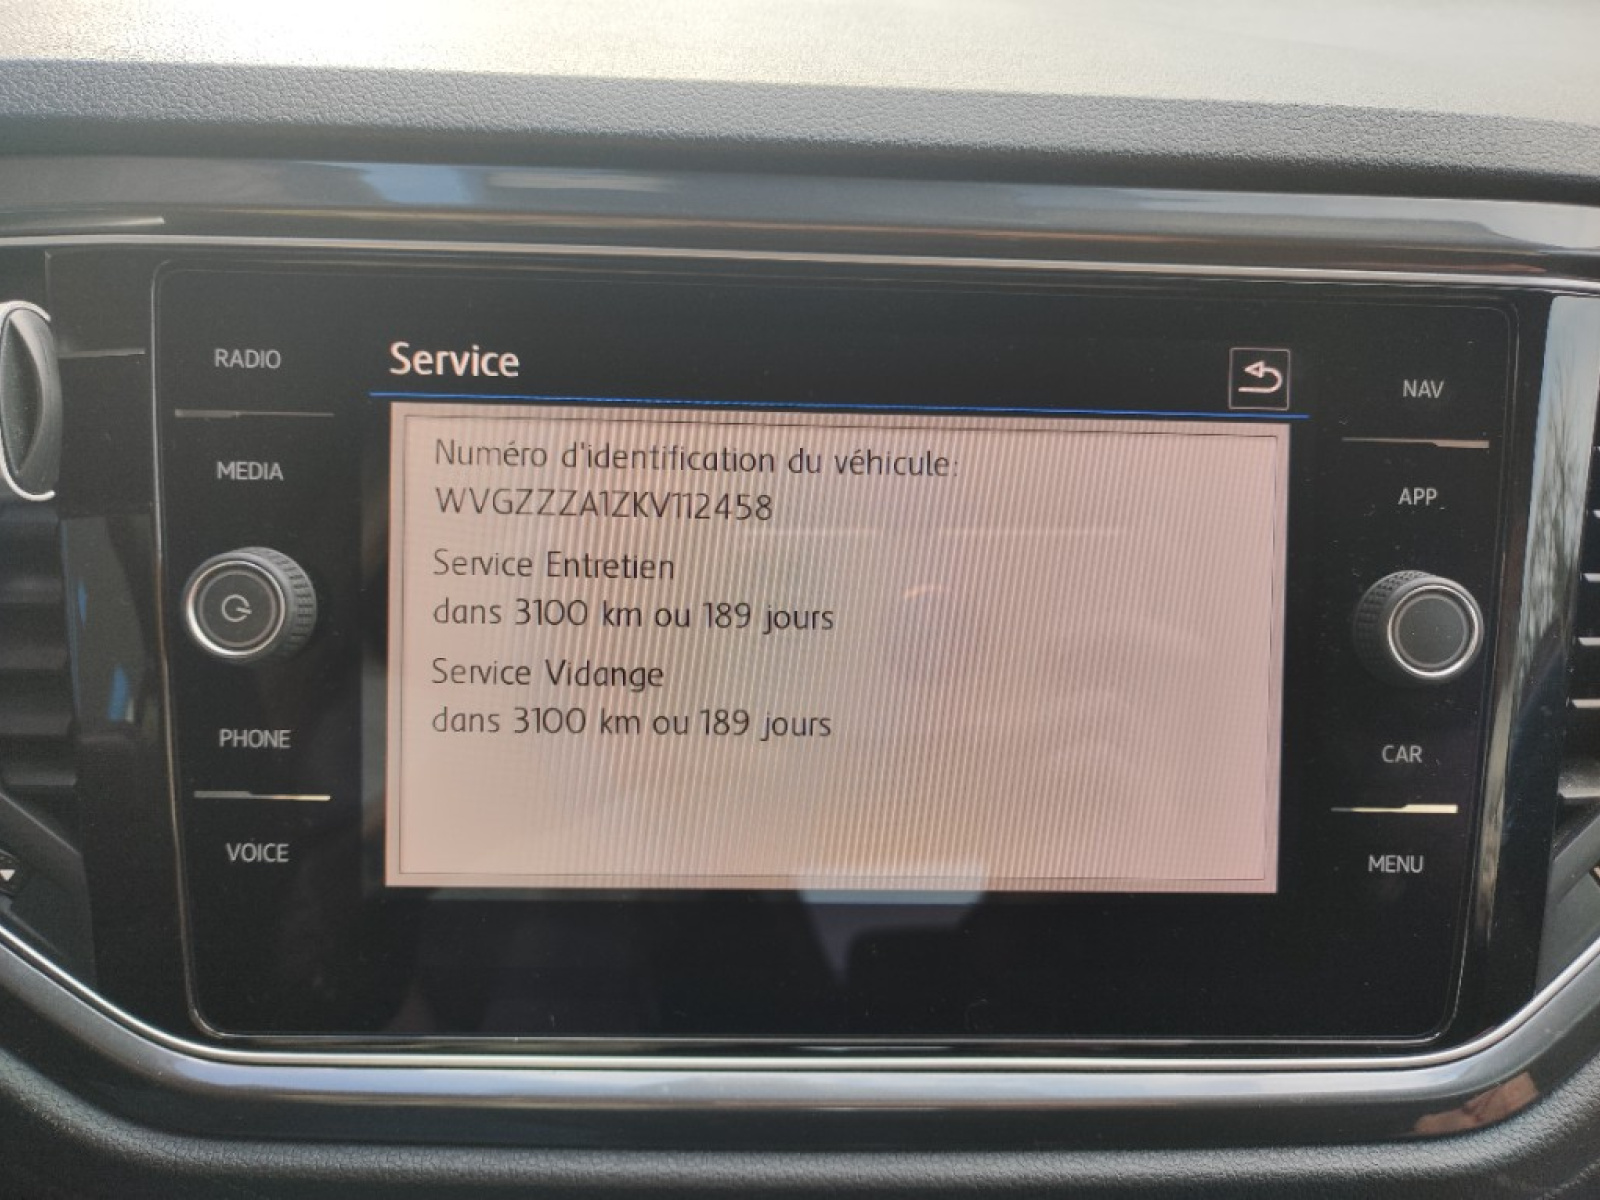 Service
RADIO
MEDIA
PHONE
VOICE
Numéro d'identification du véhicule:
WVGZZZA1ZKV112458
Service Entretien
dans 3100 km ou 189 jours
Service Vidange
dans 3100 km ou 189 jours
NAV
APP
CAR
MENU